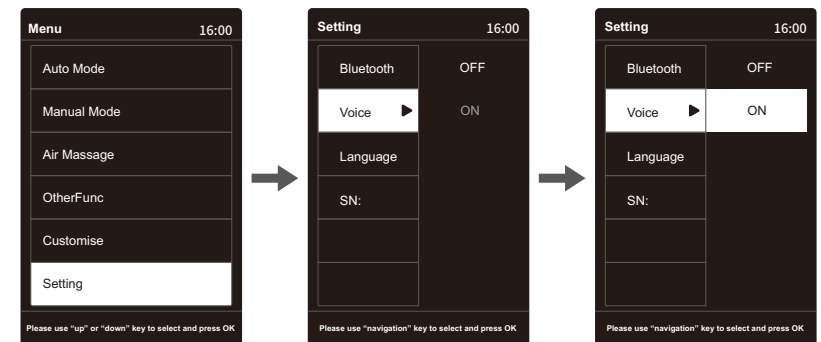 Menu 16:00
Auto Mode
Manual Mode
Air Massage
OtherFunc
Customise
Setting
Please use “up” or “down” key to select and press OK
Setting 16:00
Bluetooth OFF
Voice ON
Language
SN:
Please use “navigation” key to select and press OK
Setting 16:00
Bluetooth OFF
Voice ON
Language
SN:
Please use “navigation” key to select and press OK